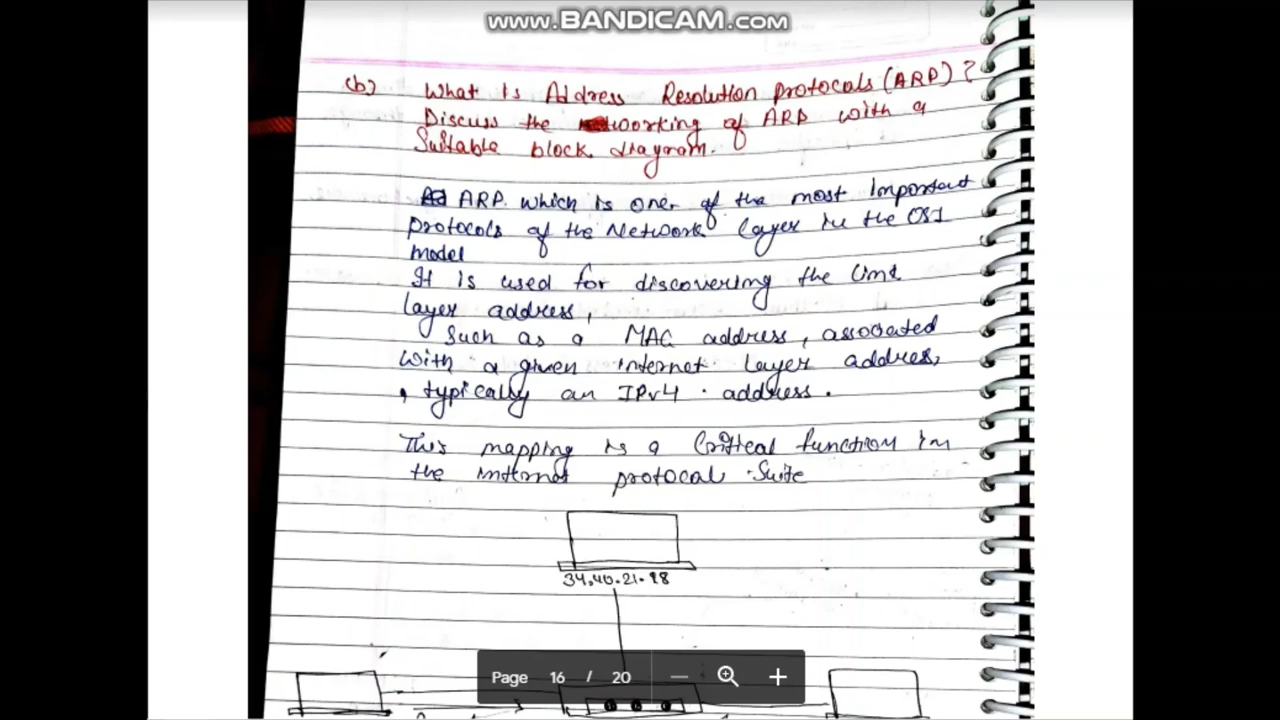 www.BANDICAM.com
(b) What is Address Resolution protocals (ARP)?
Discuss the working of ARP with a
Suitable block diagram.
ARP. which is one of the most Important
protocols of the Network layer in the OSI
model
It is used for discovering the link
layer address,
Such as a MAC address, associated
with a given internet layer address,
, typically an IPv4 . address.
This mapping is a Critical function in
the internet protocal Suite
34.40.21.98
Page 16 / 20